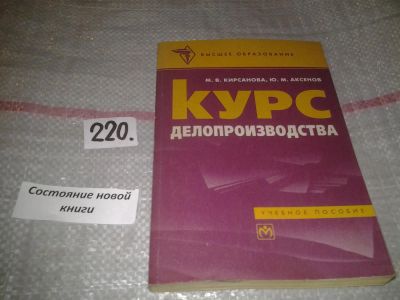 ВЫСШЕЕ ОБРАЗОВАНИЕ
М. В. КИРСАНОВА, Ю. М. АКСЕНОВ
КУРС
ДЕЛОПРОИЗВОДСТВА
УЧЕБНОЕ ПОСОБИЕ
220.
Состояние новой
книги